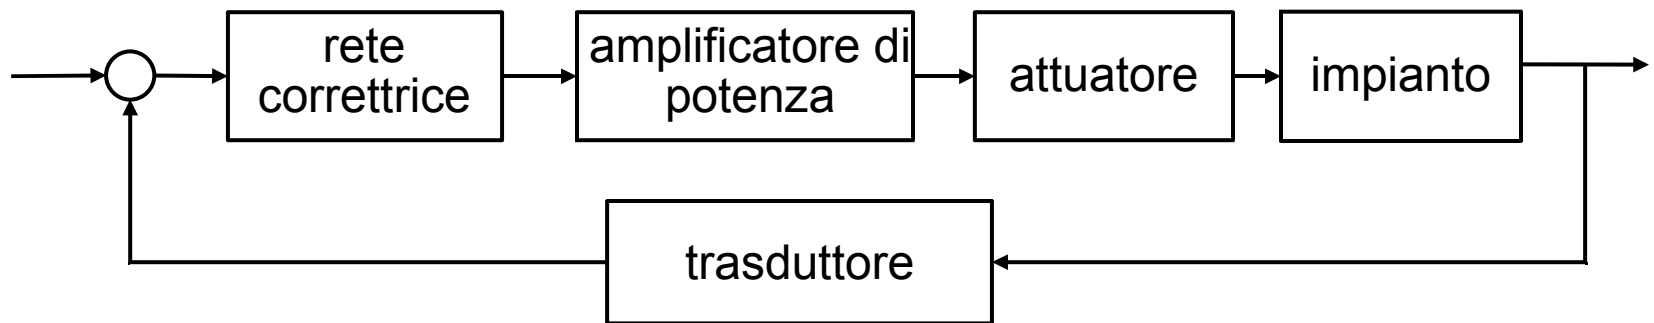 rete
correttrice
amplificatore di
potenza
attuatore
impianto
trasduttore